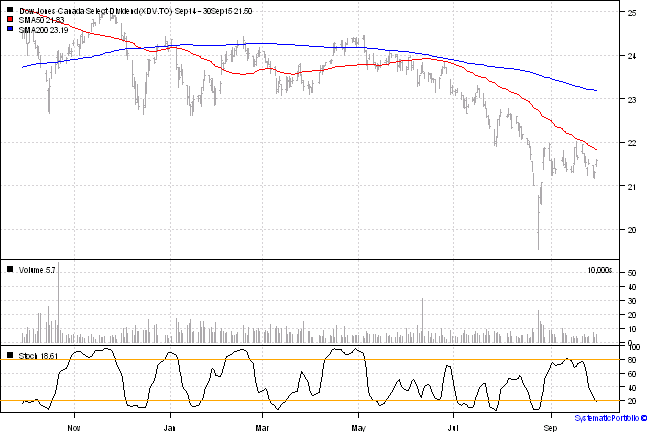 Dow Jones Canada Select Dividend(XDV.TO) Sep14 - 30Sep15 21.50
SMA50 21.83
SMA200 23.19
25
24
23
22
21
20
Volume 5.7
10,000s
50
40
30
20
10
0
Stoch 18.61
100
80
60
40
20
Nov Jan Mar May Jul Sep
SystematicPortfolio ©